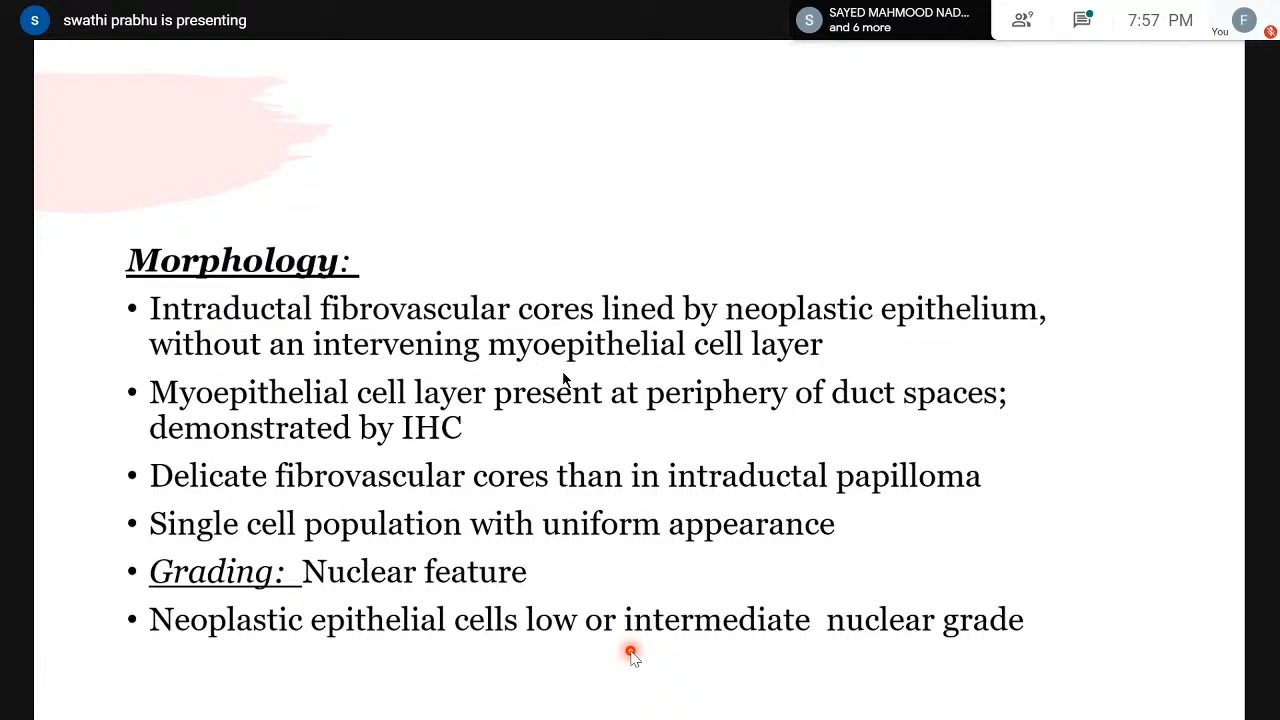 S swathi prabhu is presenting
S SAYED MAHMOOD NAD...
and 6 more
9
7:57 PM
You
F
Morphology:
• Intraductal fibrovascular cores lined by neoplastic epithelium,
without an intervening myoepithelial cell layer
• Myoepithelial cell layer present at periphery of duct spaces;
demonstrated by IHC
• Delicate fibrovascular cores than in intraductal papilloma
• Single cell population with uniform appearance
• Grading: Nuclear feature
• Neoplastic epithelial cells low or intermediate nuclear grade